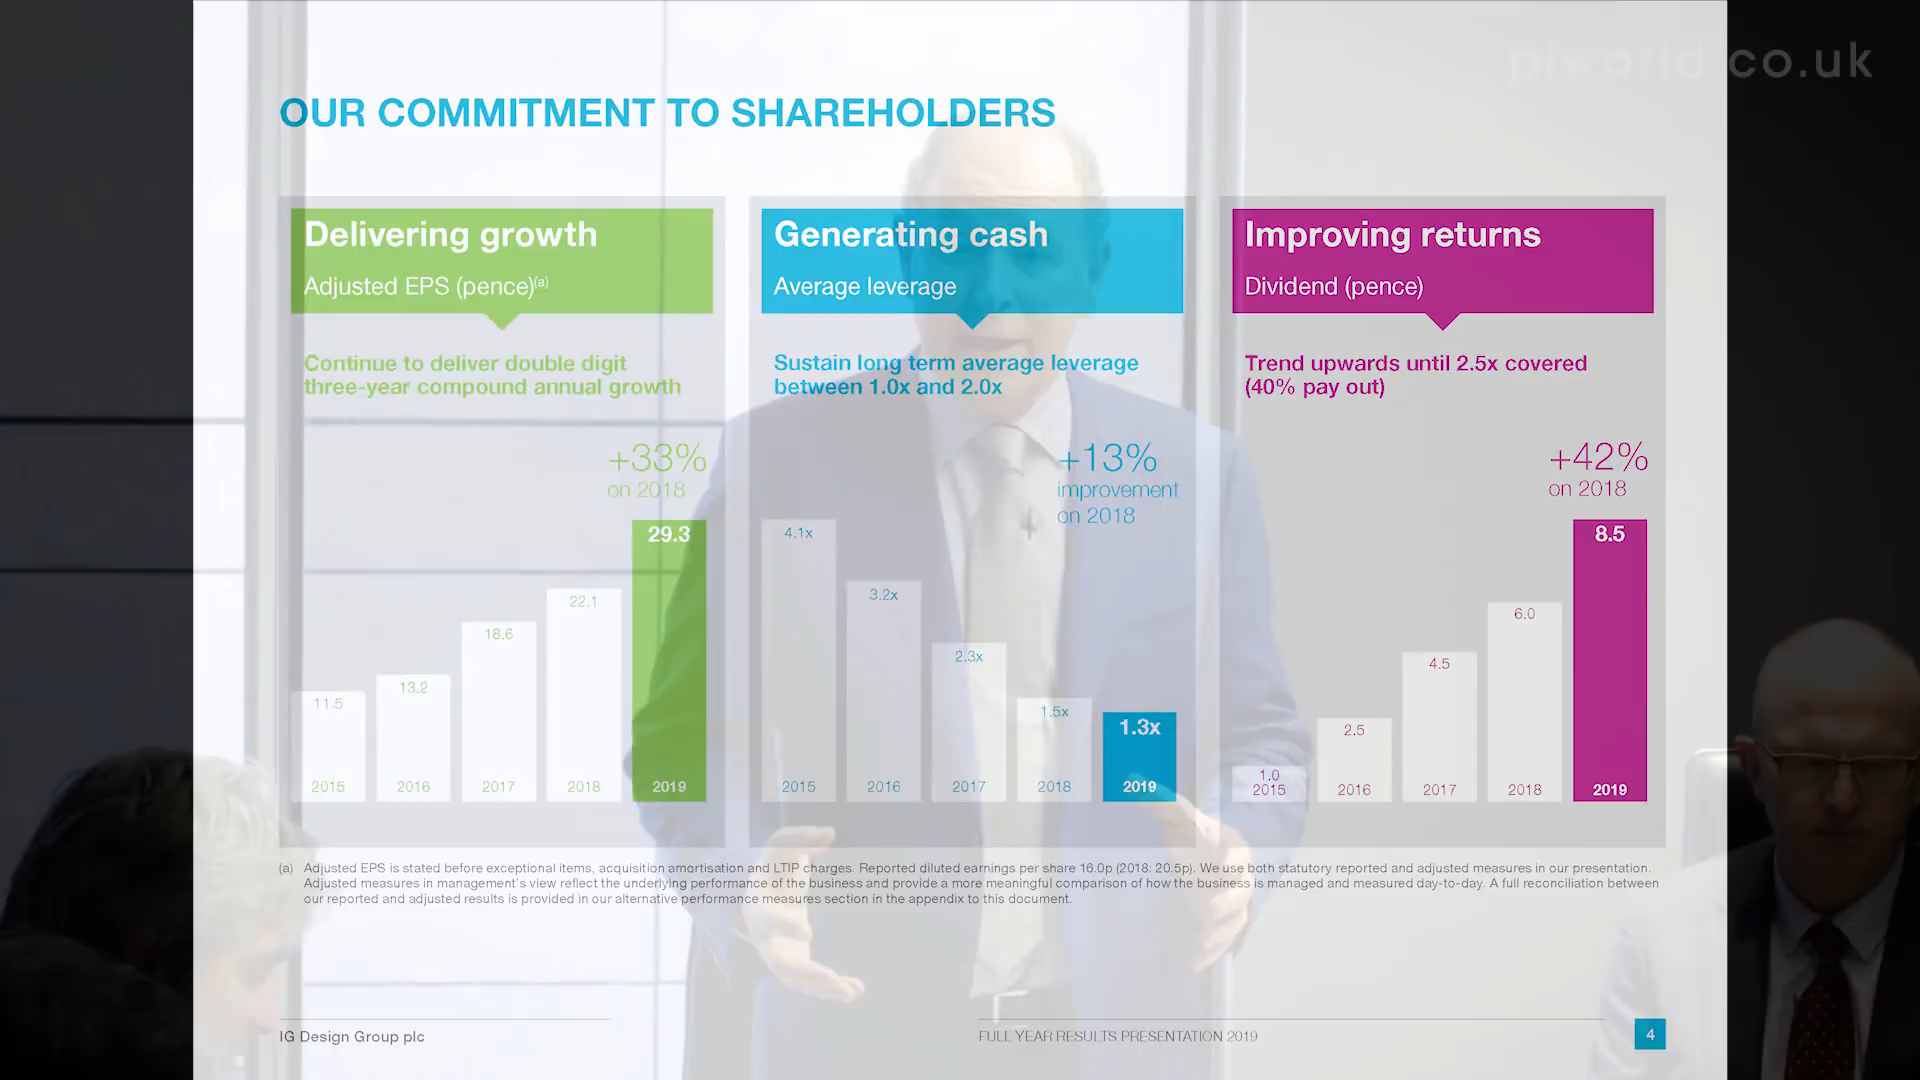 piworld.co.uk
OUR COMMITMENT TO SHAREHOLDERS
Delivering growth
Adjusted EPS (pence)(a)
Continue to deliver double digit
three-year compound annual growth
+33%
on 2018
29.3
22.1
18.6
13.2
11.5
2015 2016 2017 2018 2019
Generating cash
Average leverage
Sustain long term average leverage
between 1.0x and 2.0x
+13%
improvement
on 2018
4.1x
3.2x
2.3x
1.5x
1.3x
2015 2016 2017 2018 2019
Improving returns
Dividend (pence)
Trend upwards until 2.5x covered
(40% pay out)
+42%
on 2018
8.5
6.0
4.5
2.5
1.0
2015 2016 2017 2018 2019
(a) Adjusted EPS is stated before exceptional items, acquisition amortisation and LTIP charges. Reported diluted earnings per share 16.0p (2018: 20.5p). We use both statutory reported and adjusted measures in our presentation.
Adjusted measures in management's view reflect the underlying performance of the business and provide a more meaningful comparison of how the business is managed and measured day-to-day. A full reconciliation between
our reported and adjusted results is provided in our alternative performance measures section in the appendix to this document.
IG Design Group plc
FULL YEAR RESULTS PRESENTATION 2019
4